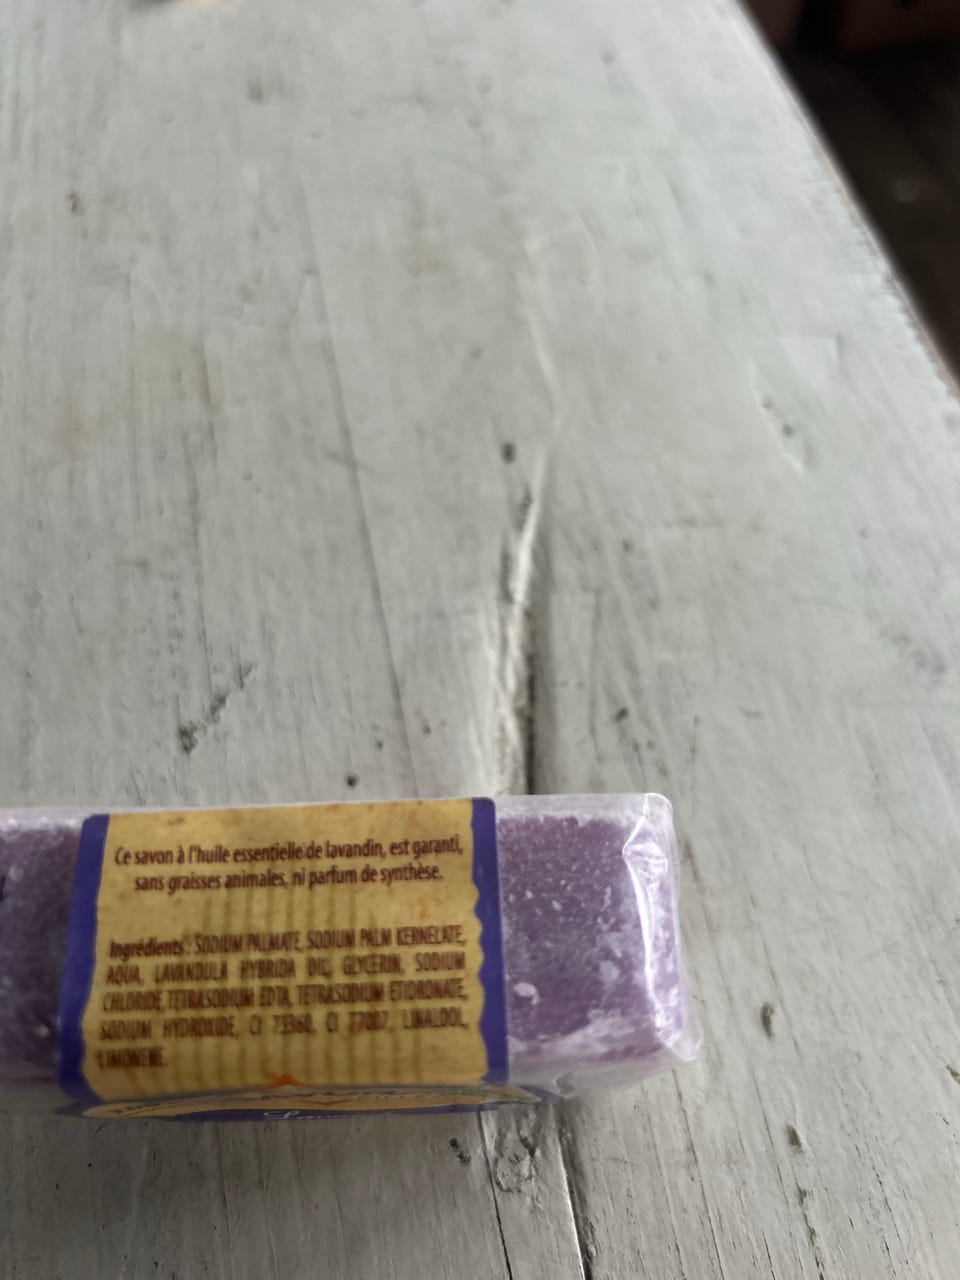 Ce savon à l'huile essentielle de lavandin, est garanti,
sans graisses animales, ni parfum de synthèse.
Ingrédients : SODIUM PALMATE, SODIUM PALM KERNELATE,
AQUA, LAVANDULA HYBRIDA OIL, GLYCERIN, SODIUM
CHLORIDE, TETRASODIUM EDTA, TETRASODIUM ETIDRONATE,
SODIUM HYDROXIDE, CI 73360, CI 77007, LINALOOL,
LIMONENE.